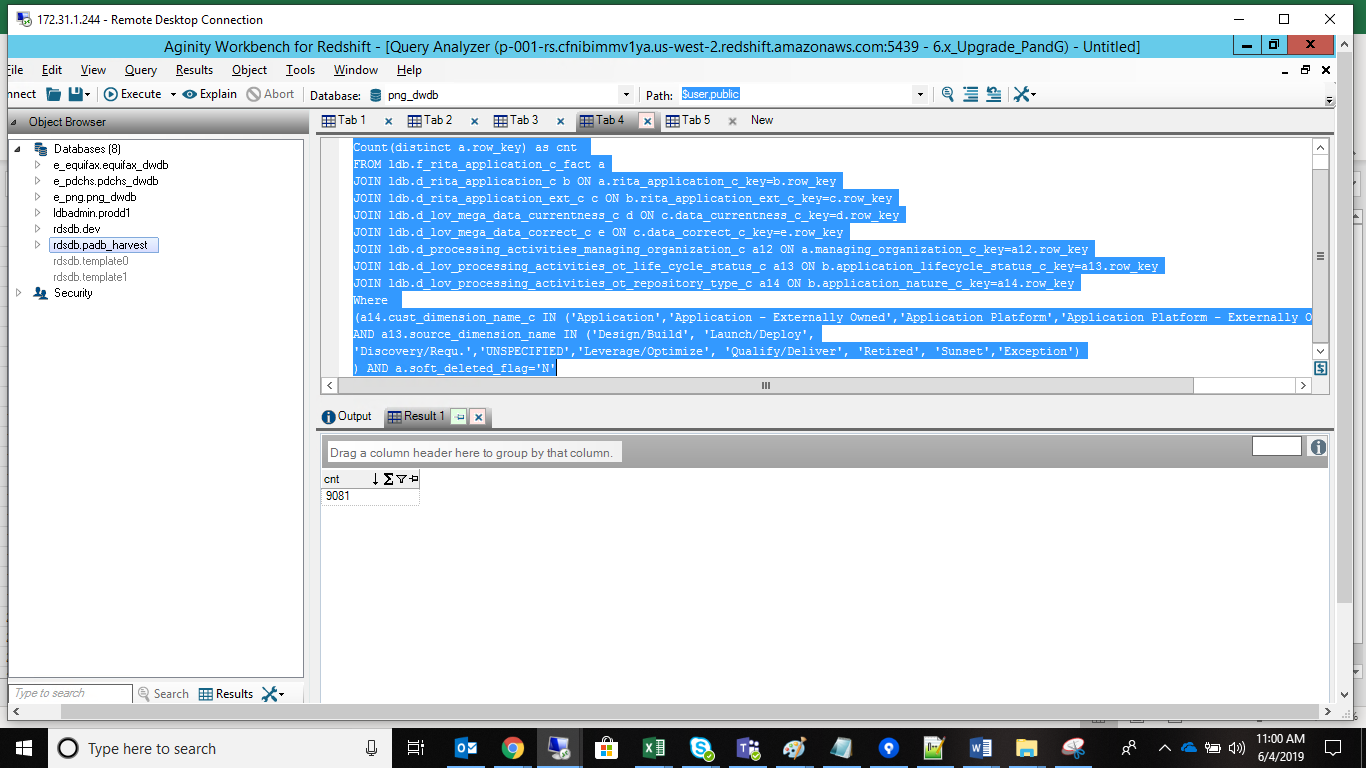 172.31.1.244 - Remote Desktop Connection
Aginity Workbench for Redshift - [Query Analyzer (p-001-rs.cfnibimmv1ya.us-west-2.redshift.amazonaws.com:5439 - 6.x_Upgrade_PandG) - Untitled]
ile Edit View Query Results Object Tools Window Help
nnect Execute Explain Abort Database: png_dwdb Path: $user,public
Object Browser
Tab 1 Tab 2 Tab 3 Tab 4 Tab 5 New
Databases (8)
e_equifax.equifax_dwdb
e_pdchs.pdchs_dwdb
e_png.png_dwdb
ldbadmin.prodd1
rdsdb.dev
rdsdb.padb_harvest
rdsdb.template0
rdsdb.template1
Security
Count(distinct a.row_key) as cnt
FROM ldb.f_rita_application_c_fact a
JOIN ldb.d_rita_application_c b ON a.rita_application_c_key=b.row_key
JOIN ldb.d_rita_application_ext_c c ON b.rita_application_ext_c_key=c.row_key
JOIN ldb.d_lov_mega_data_currentness_c d ON c.data_currentness_c_key=d.row_key
JOIN ldb.d_lov_mega_data_correct_c e ON c.data_correct_c_key=e.row_key
JOIN ldb.d_processing_activities_managing_organization_c a12 ON a.managing_organization_c_key=a12.row_key
JOIN ldb.d_lov_processing_activities_ot_life_cycle_status_c a13 ON b.application_lifecycle_status_c_key=a13.row_key
JOIN ldb.d_lov_processing_activities_ot_repository_type_c a14 ON b.application_nature_c_key=a14.row_key
Where
(a14.cust_dimension_name_c IN ('Application','Application - Externally Owned','Application Platform','Application Platform - Externally O
AND a13.source_dimension_name IN ('Design/Build', 'Launch/Deploy',
'Discovery/Requ.','UNSPECIFIED','Leverage/Optimize', 'Qualify/Deliver', 'Retired', 'Sunset','Exception')
) AND a.soft_deleted_flag='N'
Output Result 1
Drag a column header here to group by that column.
cnt
9081
Type to search Search Results
Type here to search
11:00 AM
6/4/2019